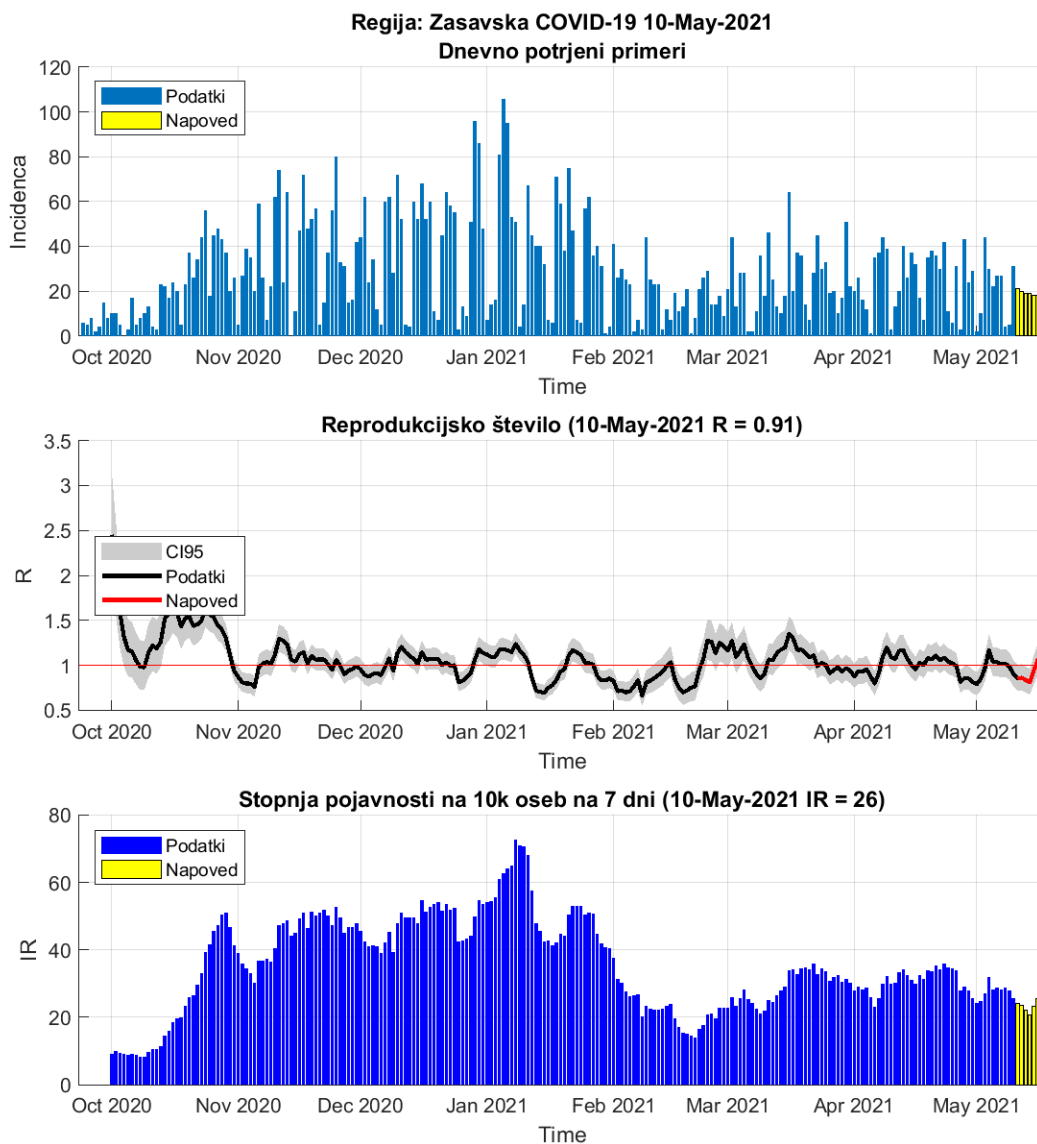 Regija: Zasavska COVID-19 10-May-2021
Dnevno potrjeni primeri
120
100
80
60
40
20
0
Incidenca
Podatki
Napoved
Oct 2020 Nov 2020 Dec 2020 Jan 2021 Feb 2021 Mar 2021 Apr 2021 May 2021
Time
Reprodukcijsko število (10-May-2021 R = 0.91)
3.5
3
2.5
2
1.5
1
0.5
R
CI95
Podatki
Napoved
Oct 2020 Nov 2020 Dec 2020 Jan 2021 Feb 2021 Mar 2021 Apr 2021 May 2021
Time
Stopnja pojavnosti na 10k oseb na 7 dni (10-May-2021 IR = 26)
80
60
40
20
0
IR
Podatki
Napoved
Oct 2020 Nov 2020 Dec 2020 Jan 2021 Feb 2021 Mar 2021 Apr 2021 May 2021
Time